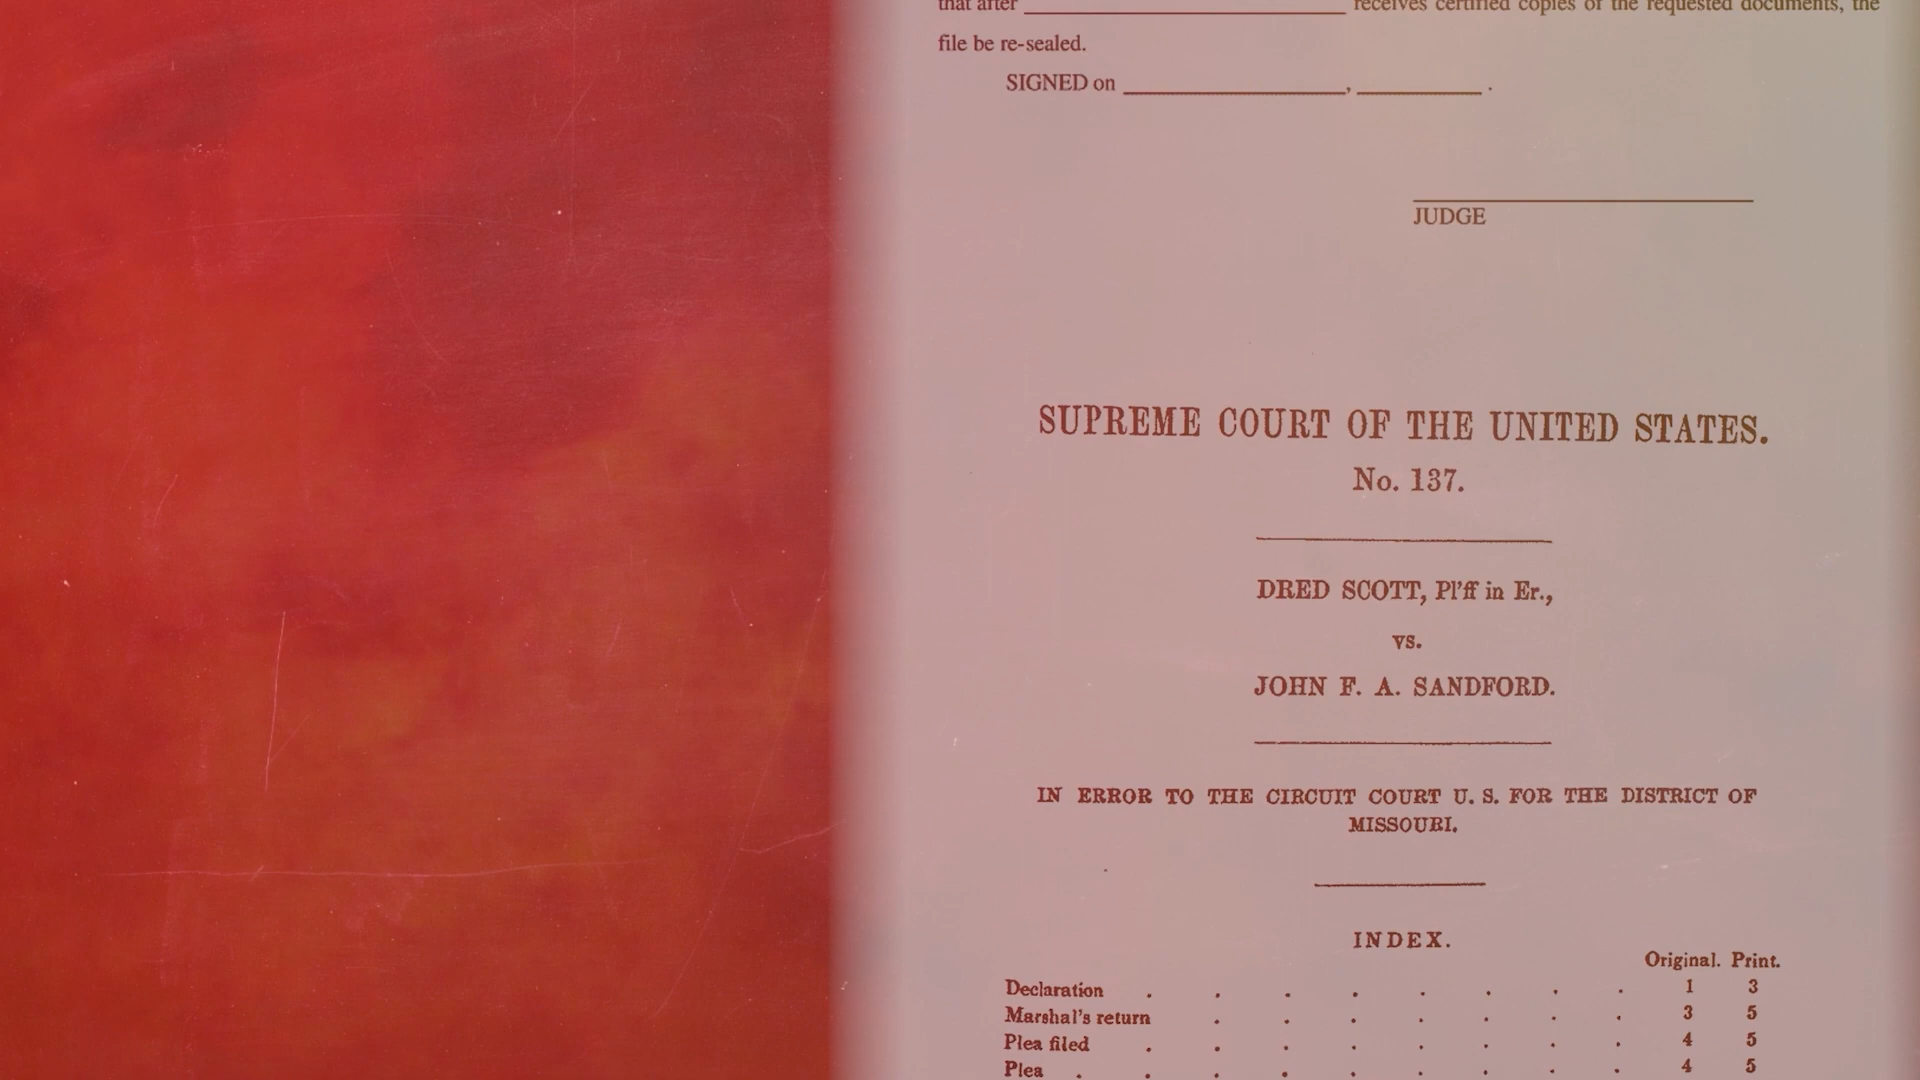 that after ______ receives certified copies of the requested documents, the
file be re-sealed.
SIGNED on ______, ______ .
JUDGE
SUPREME COURT OF THE UNITED STATES.
No. 137.
DRED SCOTT, Pl'ff in Er.,
vs.
JOHN F. A. SANDFORD.
IN ERROR TO THE CIRCUIT COURT U. S. FOR THE DISTRICT OF
MISSOURI.
INDEX.
Original. Print.
Declaration . . . . . . . . 1 3
Marshal's return . . . . . . . 3 5
Plea filed . . . . . . . . 4 5
Plea . . . . . . . . . 4 5